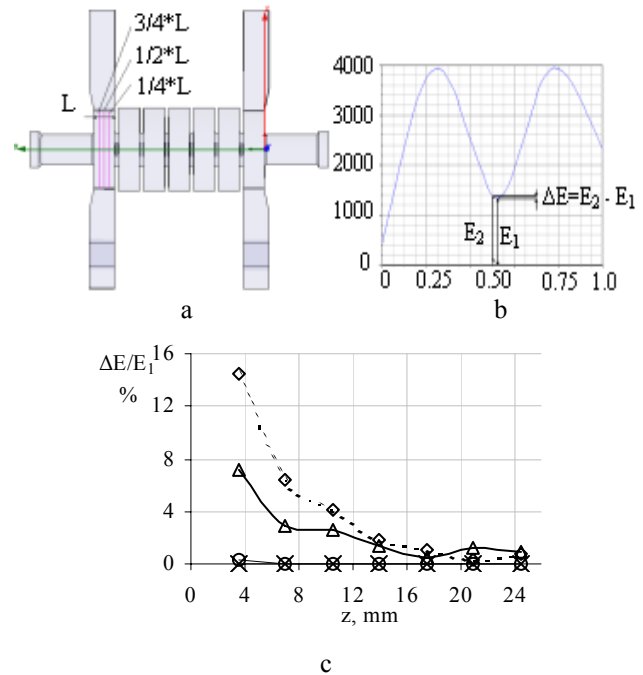 3/4*L
1/2*L
1/4*L
L
a
4000
3000
2000
1000
0
0 0.25 0.50 0.75 1.0
ΔE=E2 - E1
E2 E1
b
ΔE/E1
%
16
12
8
4
0
0 4 8 12 16 20 24
z, mm
c